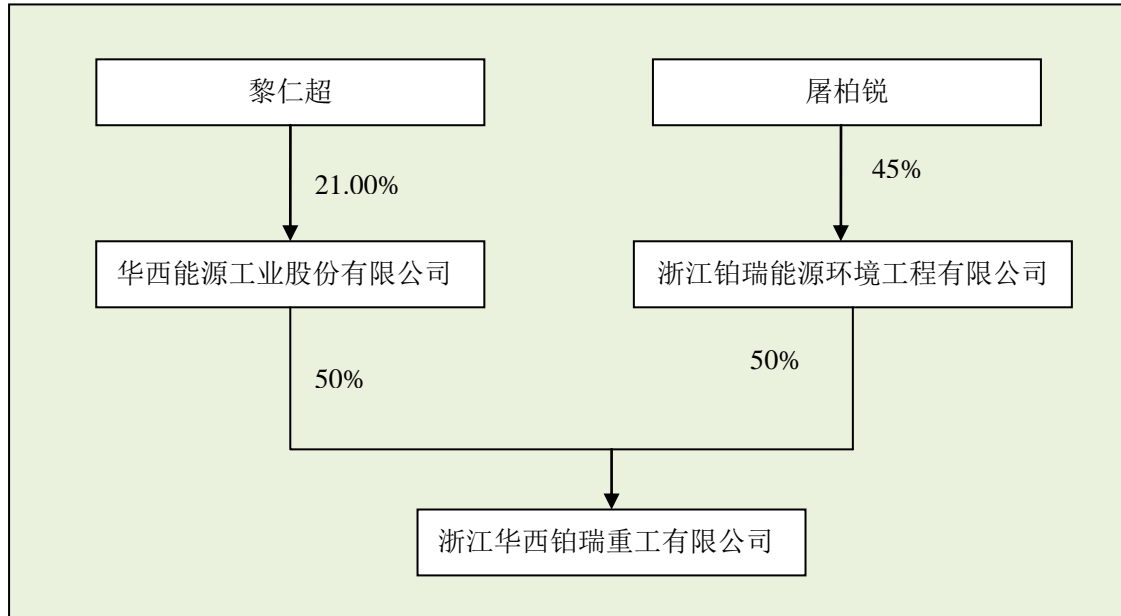 黎仁超
屠柏锐
21.00%
45%
华西能源工业股份有限公司
浙江铂瑞能源环境工程有限公司
50%
50%
浙江华西铂瑞重工有限公司